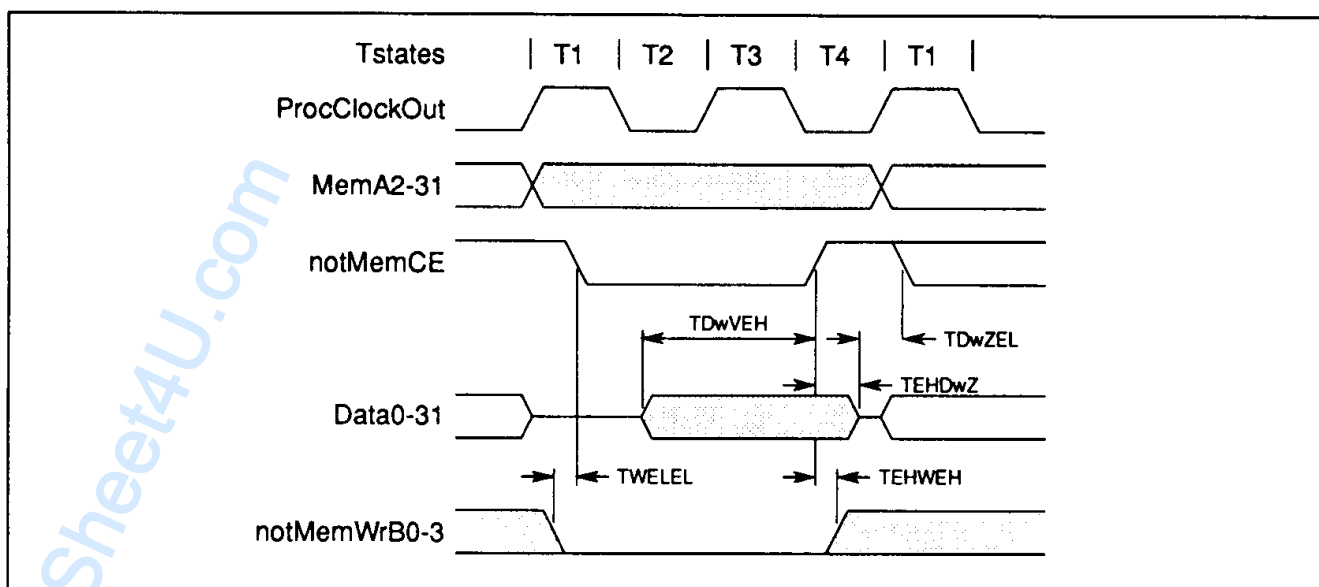 Tstates | T1 | T2 | T3 | T4 | T1 |
ProcClockOut
MemA2-31
notMemCE
TDwVEH
TDwZEL
TEHDwZ
Data0-31
TWELEL
TEHWEH
notMemWrB0-3
Sheet4U.com